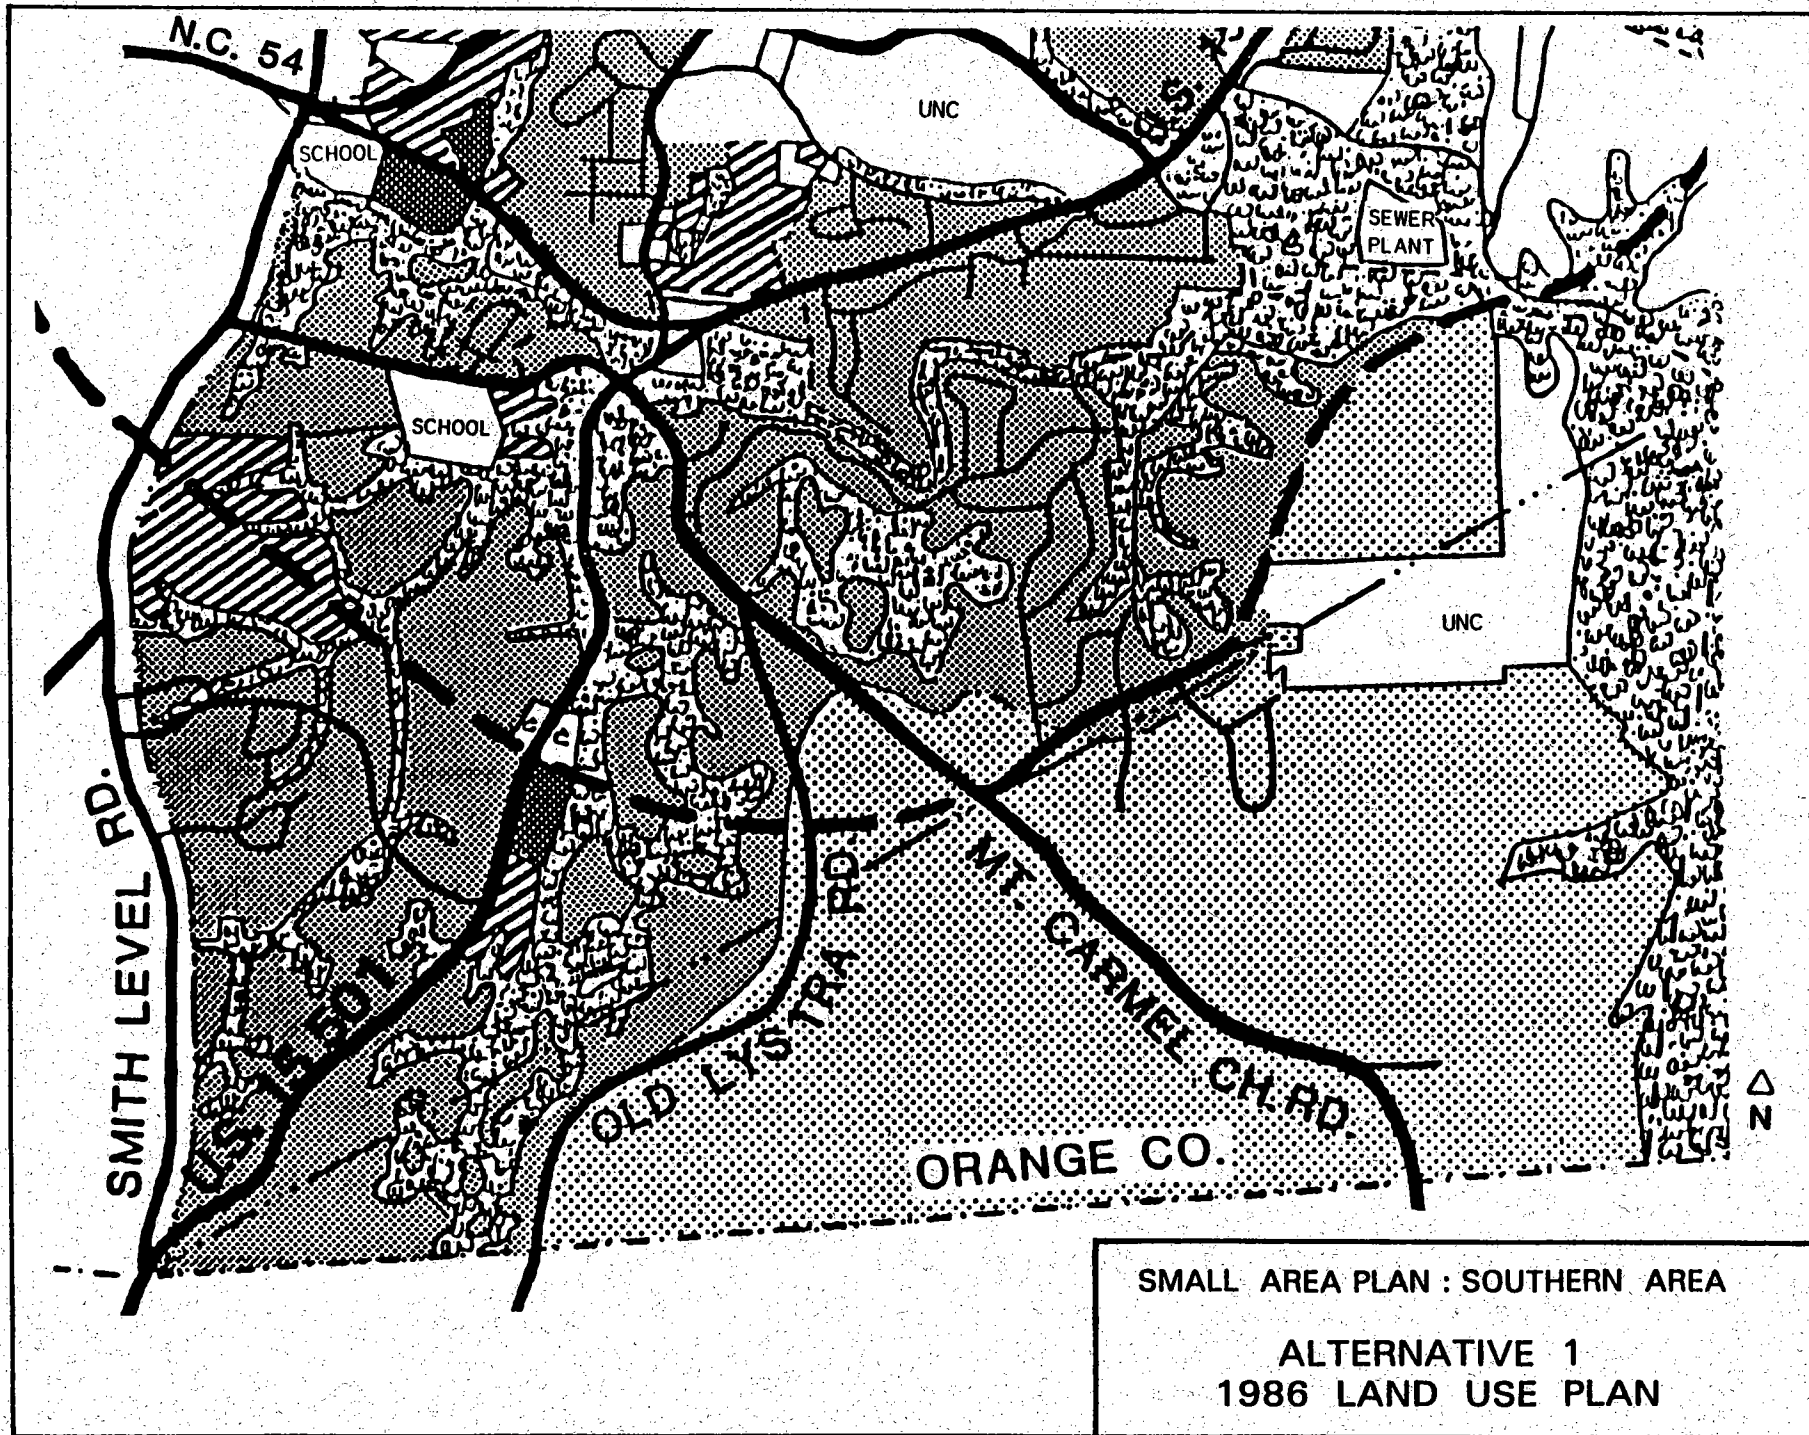 N.C. 54
UNC
U.S.
SCHOOL
SEWER
PLANT
SCHOOL
UNC
SMITH LEVEL RD.
U.S. 15 501
OLD LYSTRA RD
MT. CARMEL CH. RD.
ORANGE CO.
N
SMALL AREA PLAN : SOUTHERN AREA
ALTERNATIVE 1
1986 LAND USE PLAN